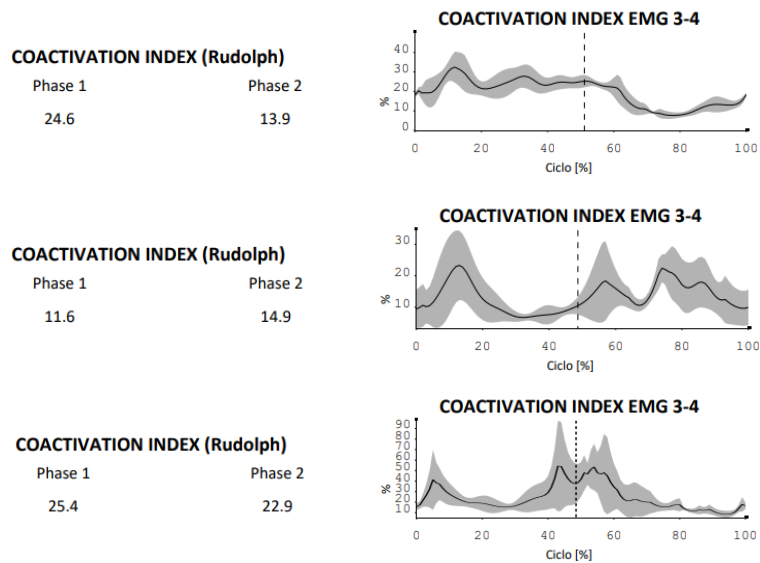 COACTIVATION INDEX EMG 3-4
COACTIVATION INDEX (Rudolph)
Phase 1 Phase 2
24.6 13.9
40
30
20
10
0
%
0 20 40 60 80 100
Ciclo [%]
COACTIVATION INDEX EMG 3-4
COACTIVATION INDEX (Rudolph)
Phase 1 Phase 2
11.6 14.9
30
20
10
%
0 20 40 60 80 100
Ciclo [%]
COACTIVATION INDEX EMG 3-4
COACTIVATION INDEX (Rudolph)
Phase 1 Phase 2
25.4 22.9
90
80
70
60
50
40
30
20
10
%
0 20 40 60 80 100
Ciclo [%]